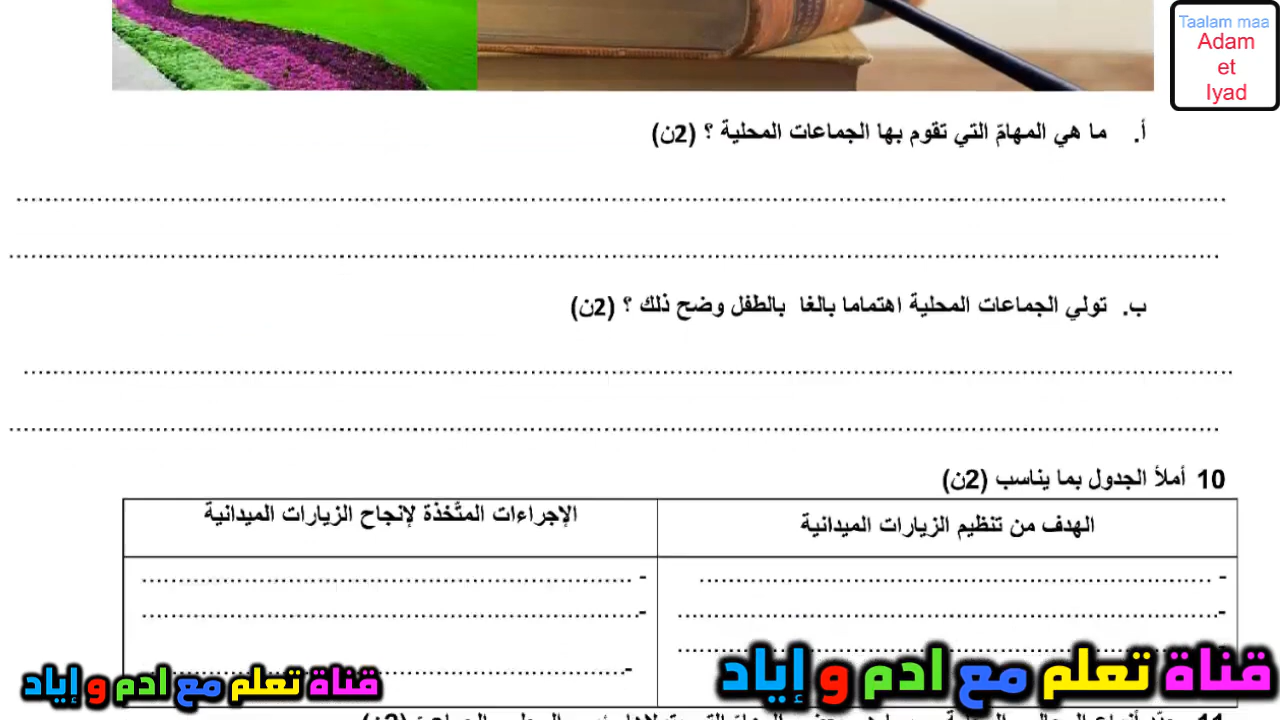 Taalam maa
Adam
et
Iyad
أ. ما هي المهامّ التي تقوم بها الجماعات المحلية ؟ (2ن)
ب. تولي الجماعات المحلية اهتماما بالغا بالطفل وضح ذلك ؟ (2ن)
10 أملأ الجدول بما يناسب (2ن)
الهدف من تنظيم الزيارات الميدانية
الإجراءات المتّخذة لإنجاح الزيارات الميدانية
قناة تعلم مع ادم و إياد
قناة تعلم مع ادم و إياد